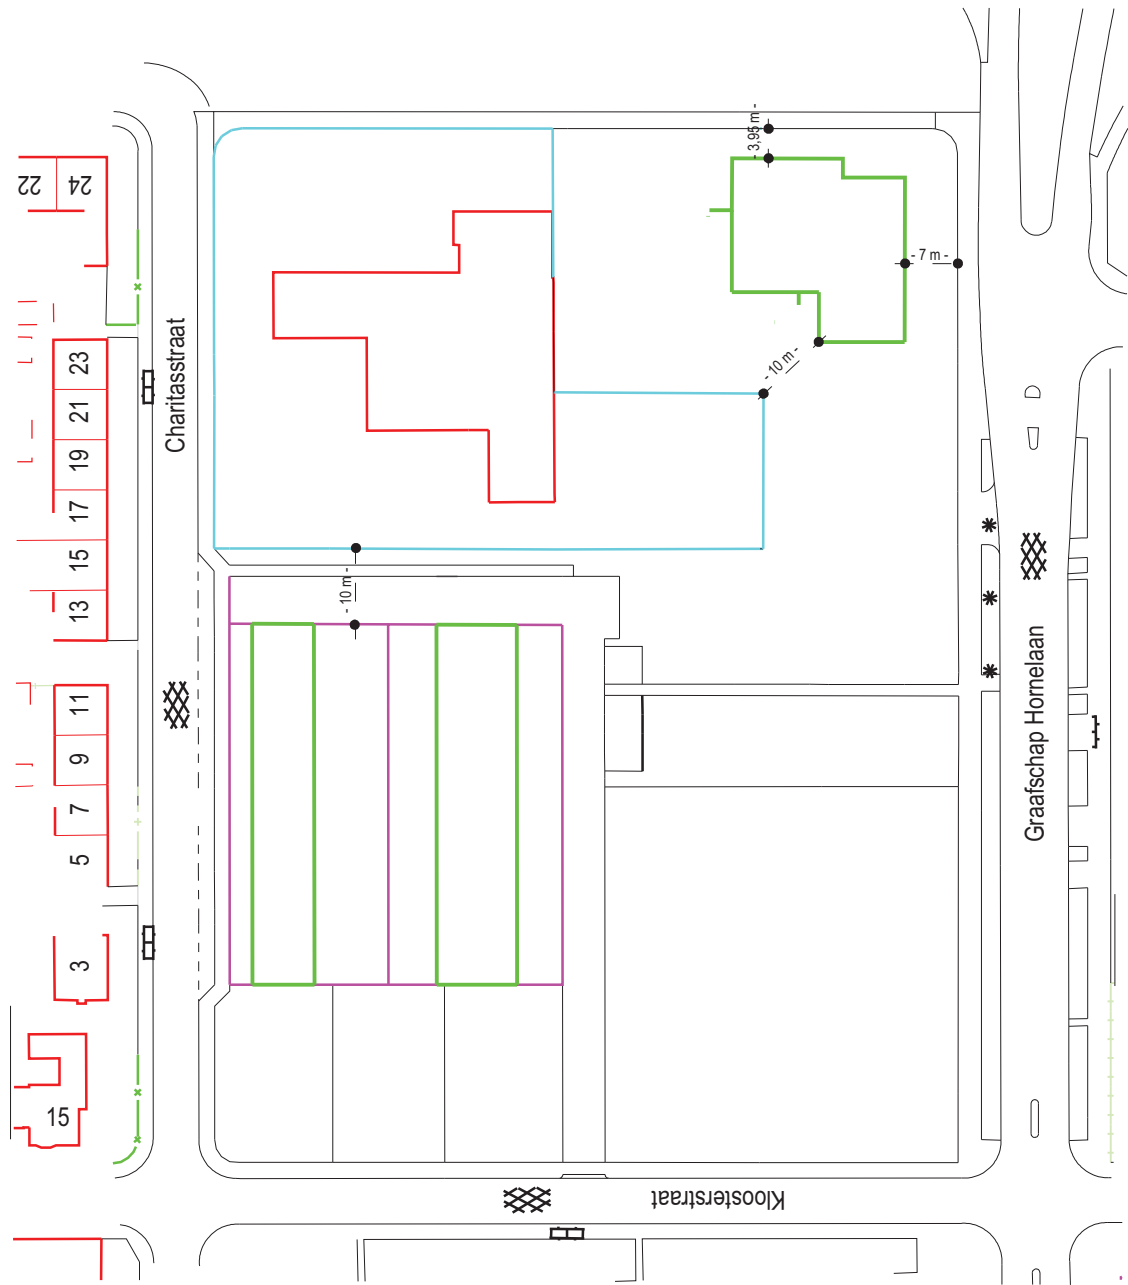 - 3,95 m -
22
24
- 7 m -
Charitasstraat
23
21
19
17
15
13
- 10 m -
- 10 m -
11
9
7
5
3
15
Graafschap Hornelaan
Kloosterstraat